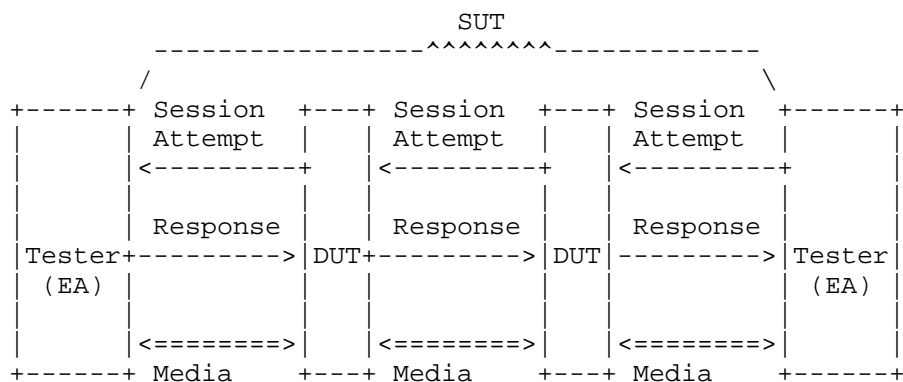 SUT
Session Session Session
Attempt Attempt Attempt
Response Response Response
Tester DUT DUT Tester
(EA) (EA)
Media Media Media